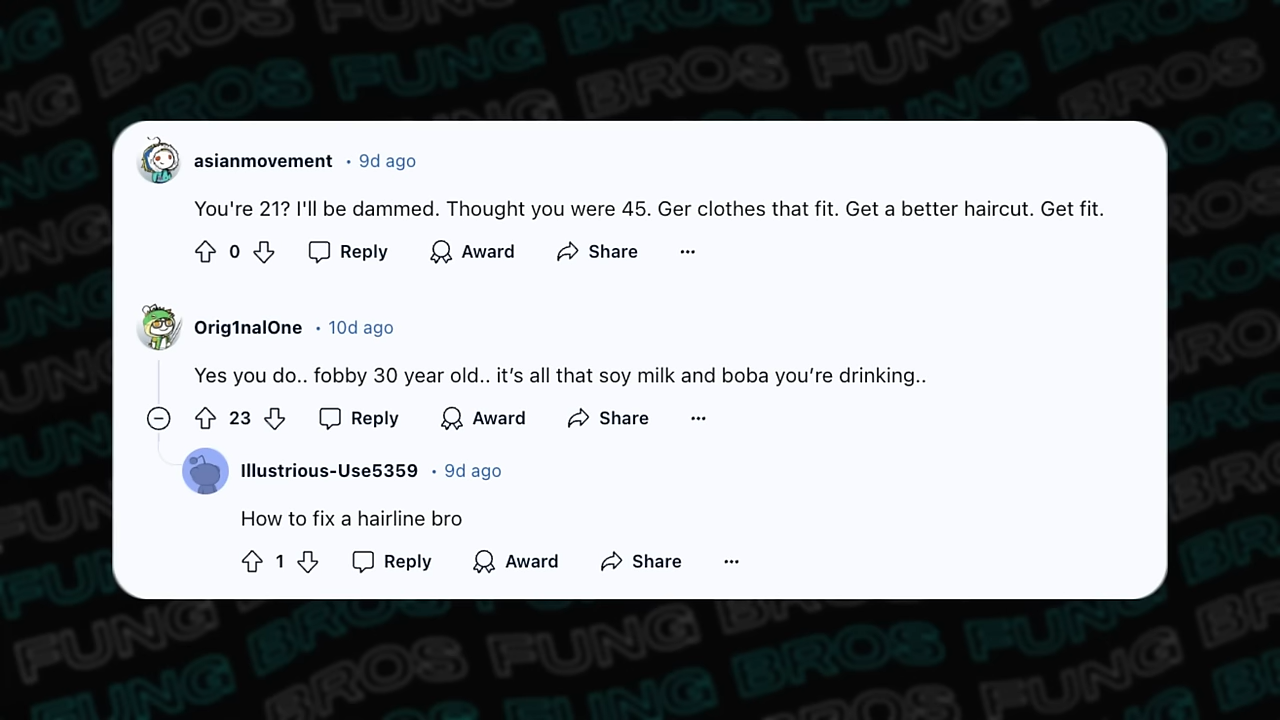 asianmovement • 9d ago
You're 21? I'll be dammed. Thought you were 45. Ger clothes that fit. Get a better haircut. Get fit.
0 Reply Award Share ...
Orig1nalOne • 10d ago
Yes you do.. fobby 30 year old.. it’s all that soy milk and boba you’re drinking..
23 Reply Award Share ...
Illustrious-Use5359 • 9d ago
How to fix a hairline bro
1 Reply Award Share ...
FUNG BROS